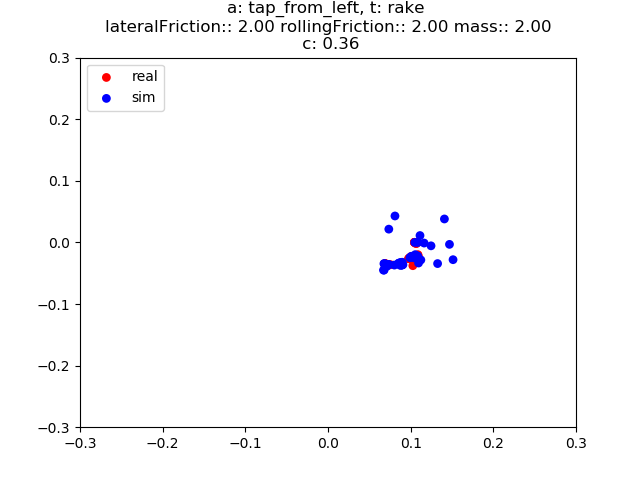 a: tap_from_left, t: rake
lateralFriction:: 2.00 rollingFriction:: 2.00 mass:: 2.00
c: 0.36
real
sim
0.3
0.2
0.1
0.0
−0.1
−0.2
−0.3
−0.3
−0.2
−0.1
0.0
0.1
0.2
0.3